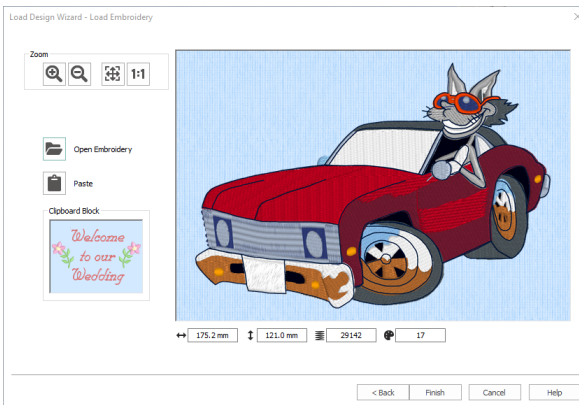 Load Design Wizard - Load Embroidery
Zoom
1:1
Open Embroidery
Paste
Clipboard Block
Welcome
to our
Wedding
175.2 mm
121.0 mm
29142
17
< Back
Finish
Cancel
Help